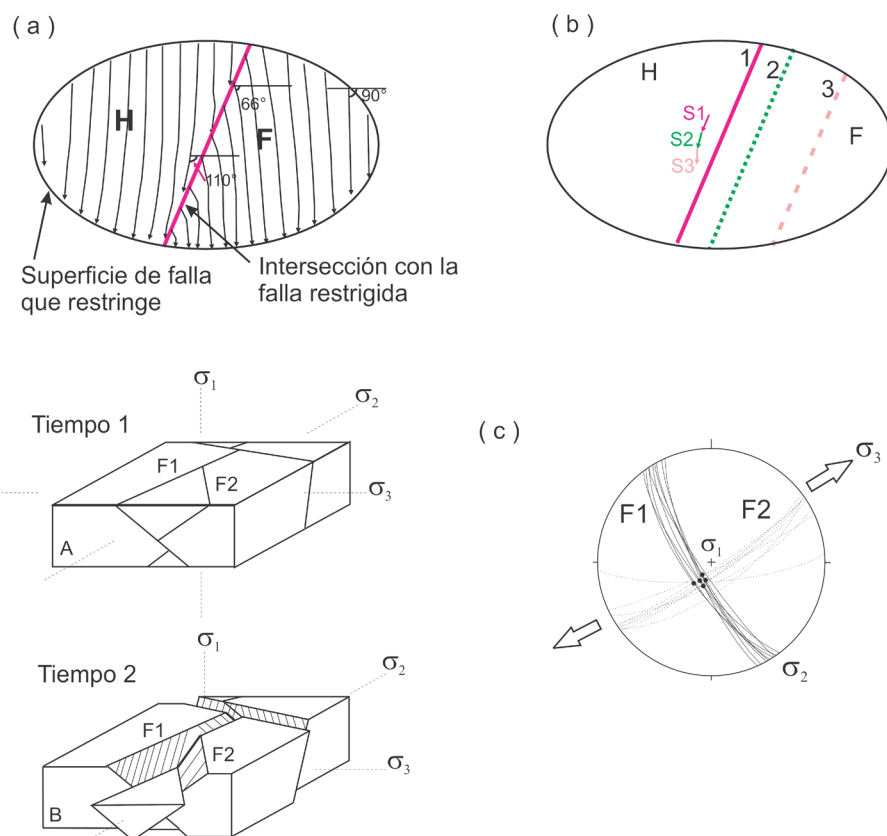 ( a )
H
F
66°
90°
110°
Superficie de falla
que restringe
Intersección con la
falla restrigida
( b )
H
1
2
3
S1
S2
S3
F
Tiempo 1
σ1
σ2
F1
F2
σ3
A
Tiempo 2
σ1
σ2
F1
F2
σ3
B
( c )
σ3
F1
F2
σ1
σ2